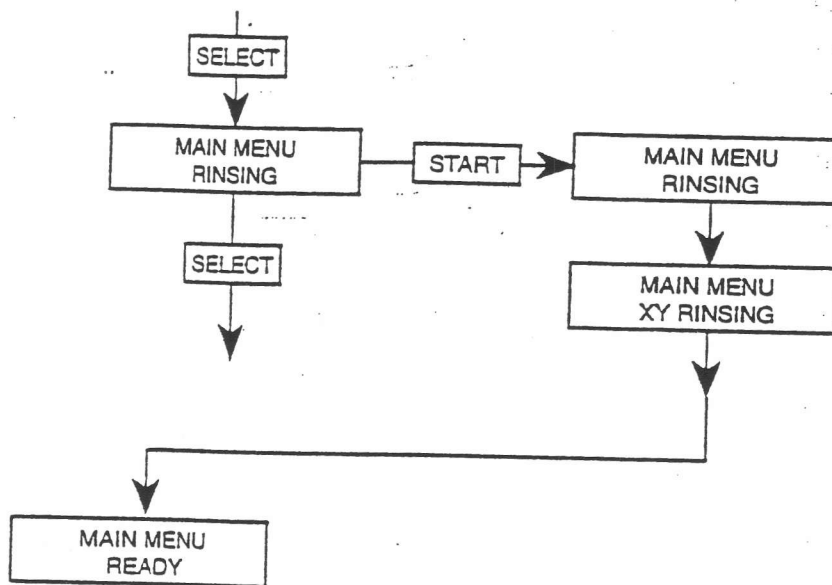 SELECT
MAIN MENU
RINSING
START
MAIN MENU
RINSING
SELECT
MAIN MENU
XY RINSING
MAIN MENU
READY